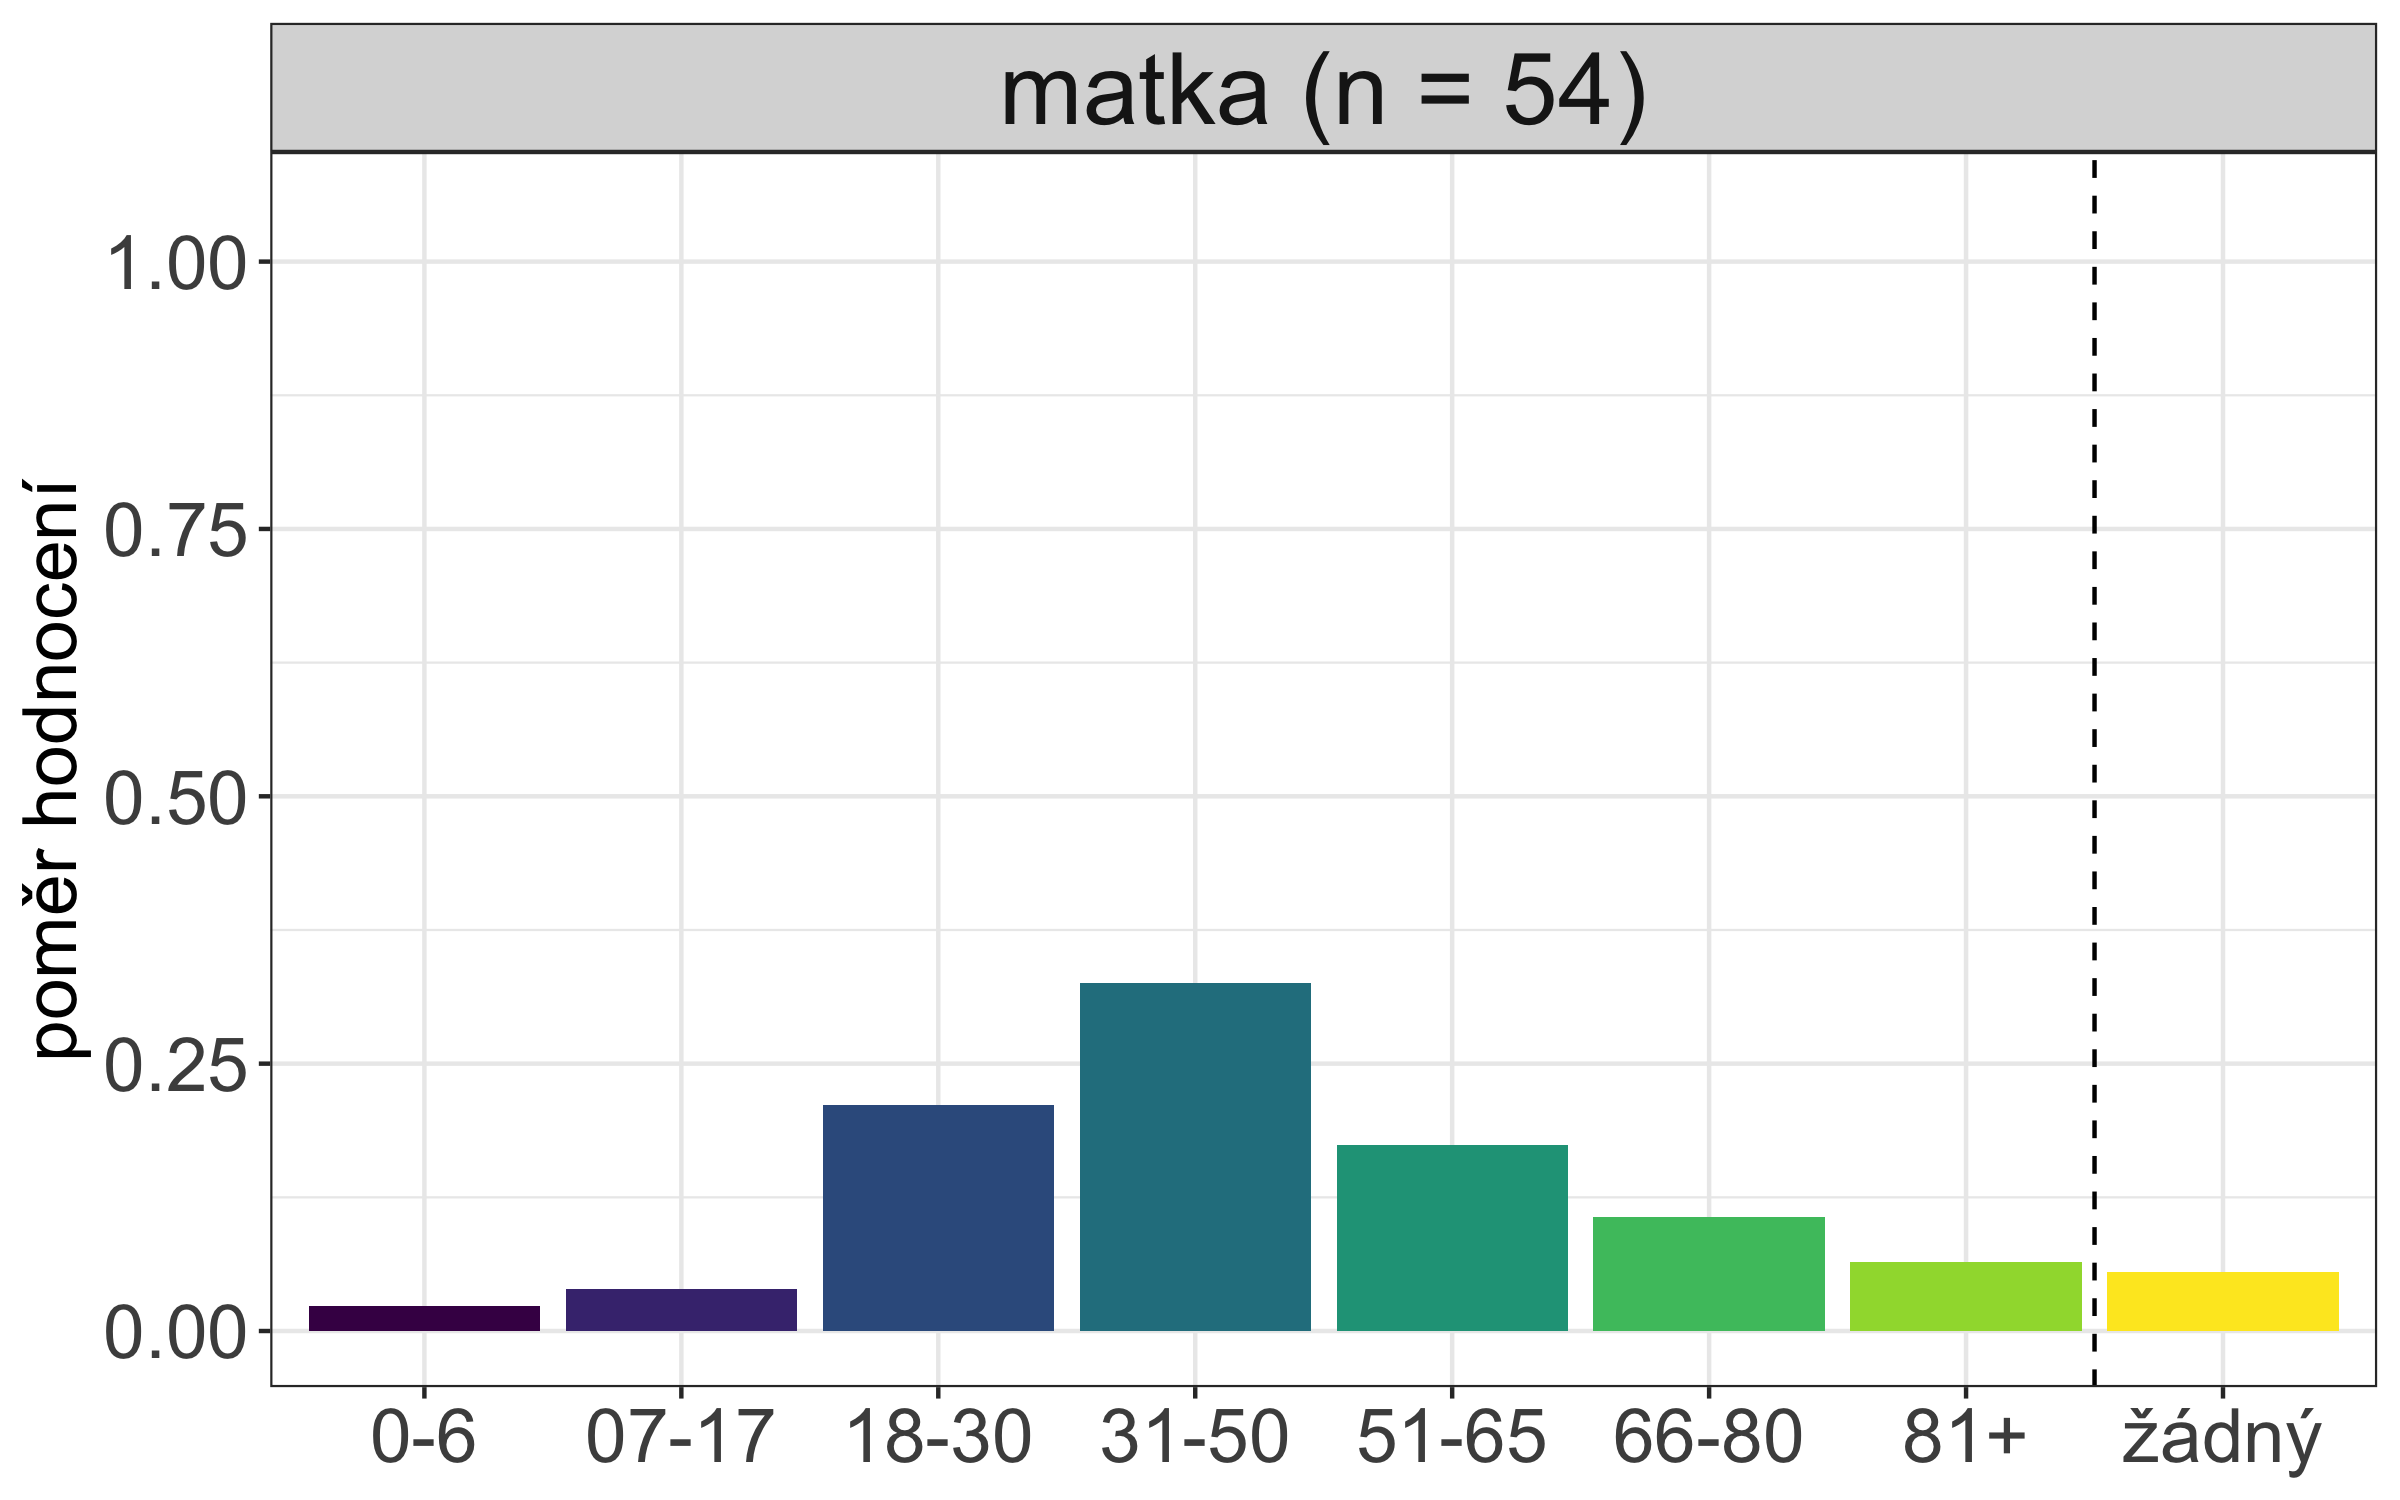 matka (n = 54)
poměr hodnocení
1.00
0.75
0.50
0.25
0.00
0-6 07-17 18-30 31-50 51-65 66-80 81+ žádný